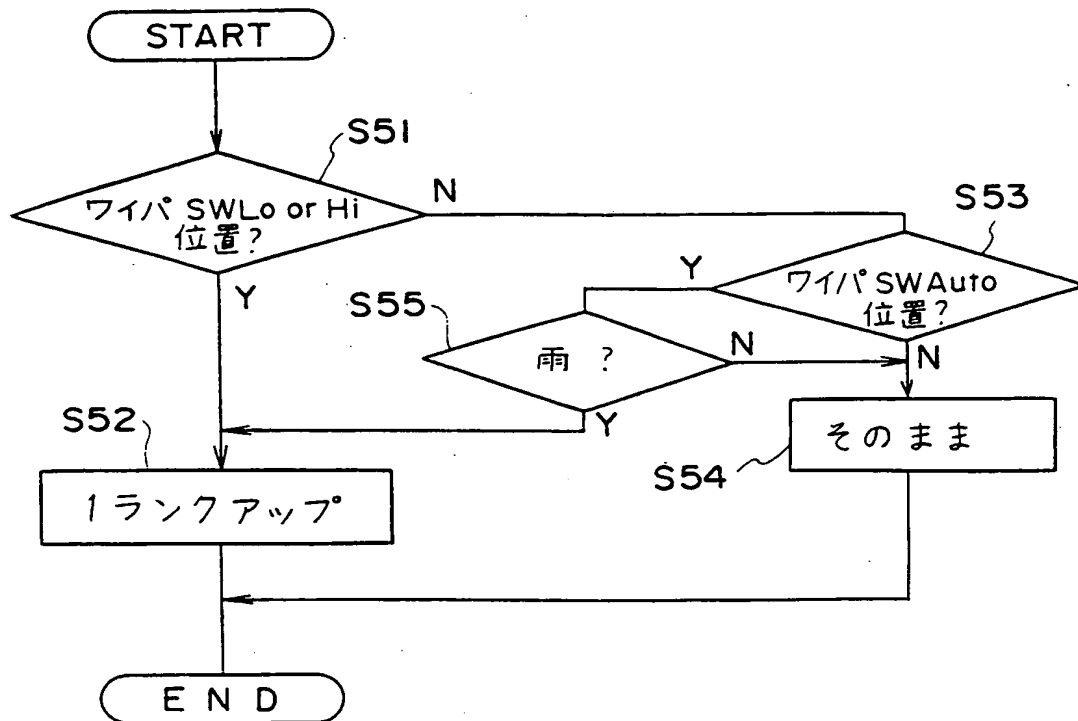 START
S51
ワイパ SWLo or Hi
位置?
N
Y
S53
ワイパ SWAuto
位置?
Y
N
S55
雨 ?
N
Y
S52
1ランクアップ
S54
そのまま
END